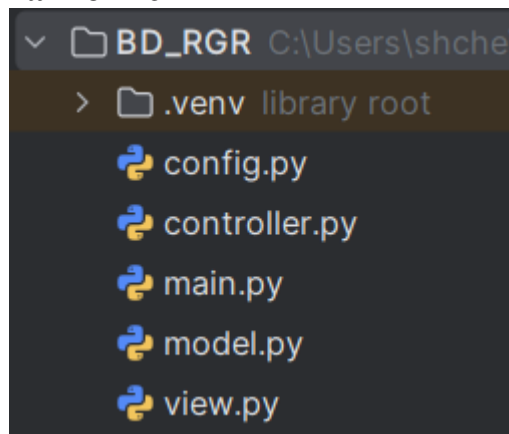 BD_RGR C:\Users\shche
.venv library root
config.py
controller.py
main.py
model.py
view.py